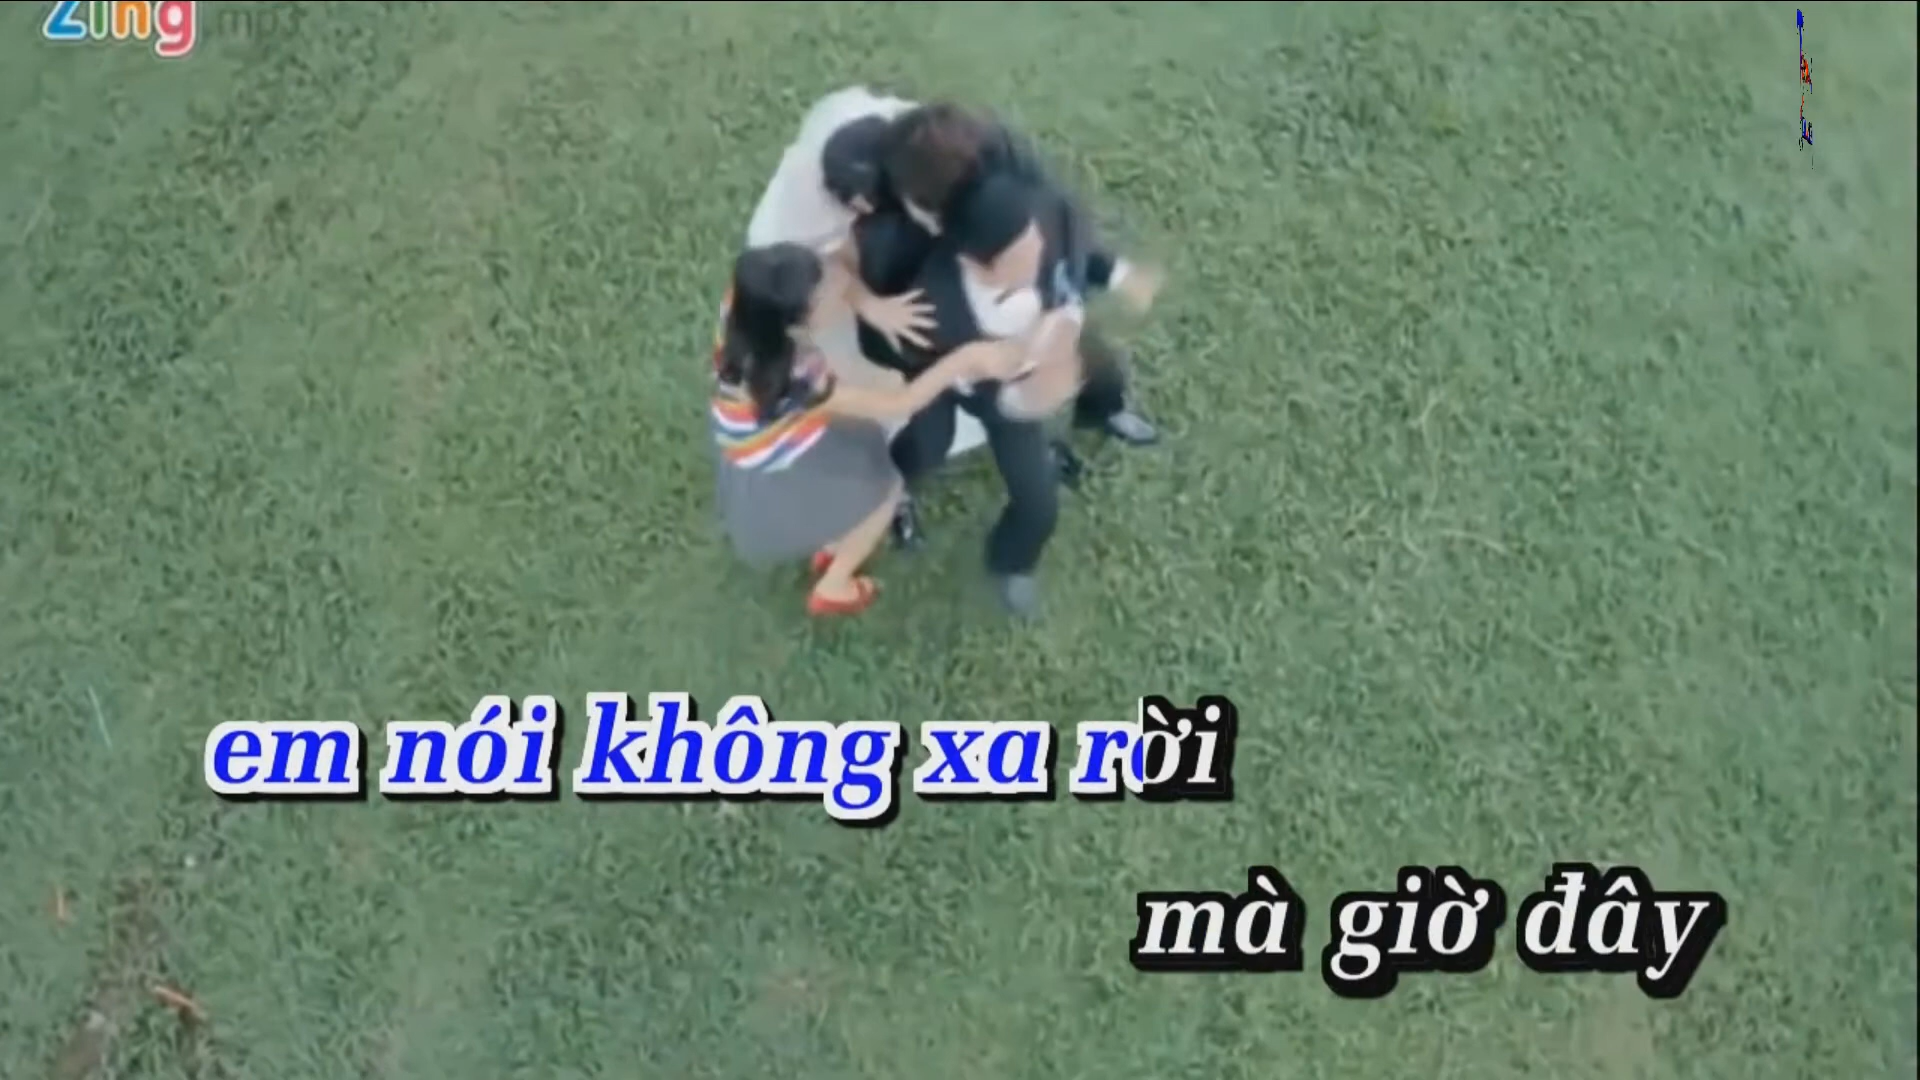 Zing mp3
em nói không xa rời
mà giờ đây